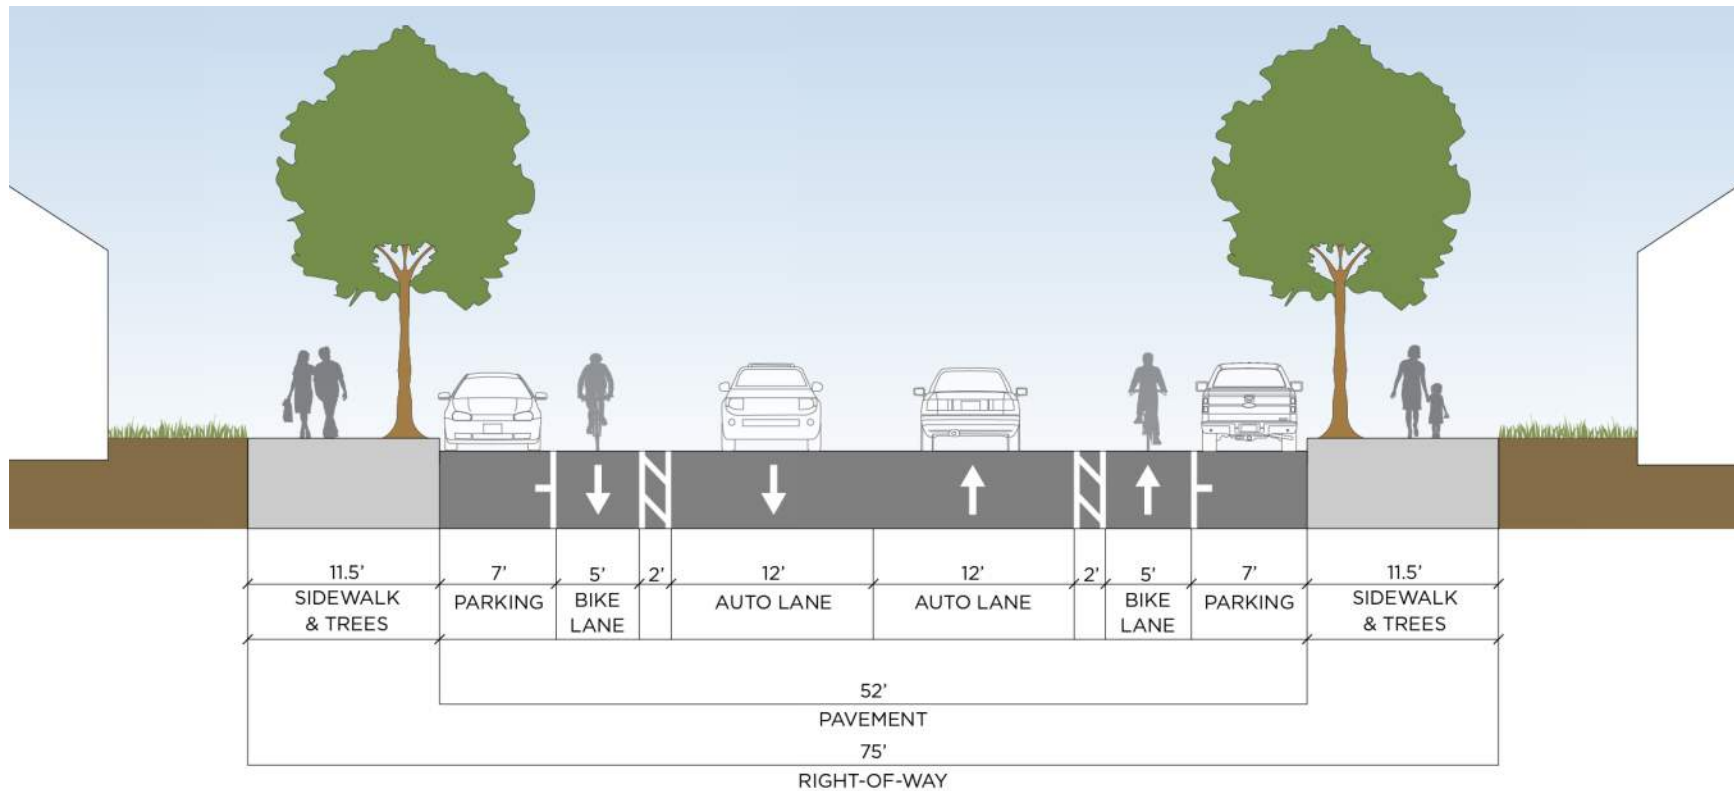 11.5’ 7’ 5’ 2’ 12’ 12’ 2’ 5’ 7’ 11.5’
SIDEWALK PARKING BIKE AUTO LANE AUTO LANE BIKE PARKING SIDEWALK
& TREES LANE LANE & TREES
52’
PAVEMENT
75’
RIGHT-OF-WAY